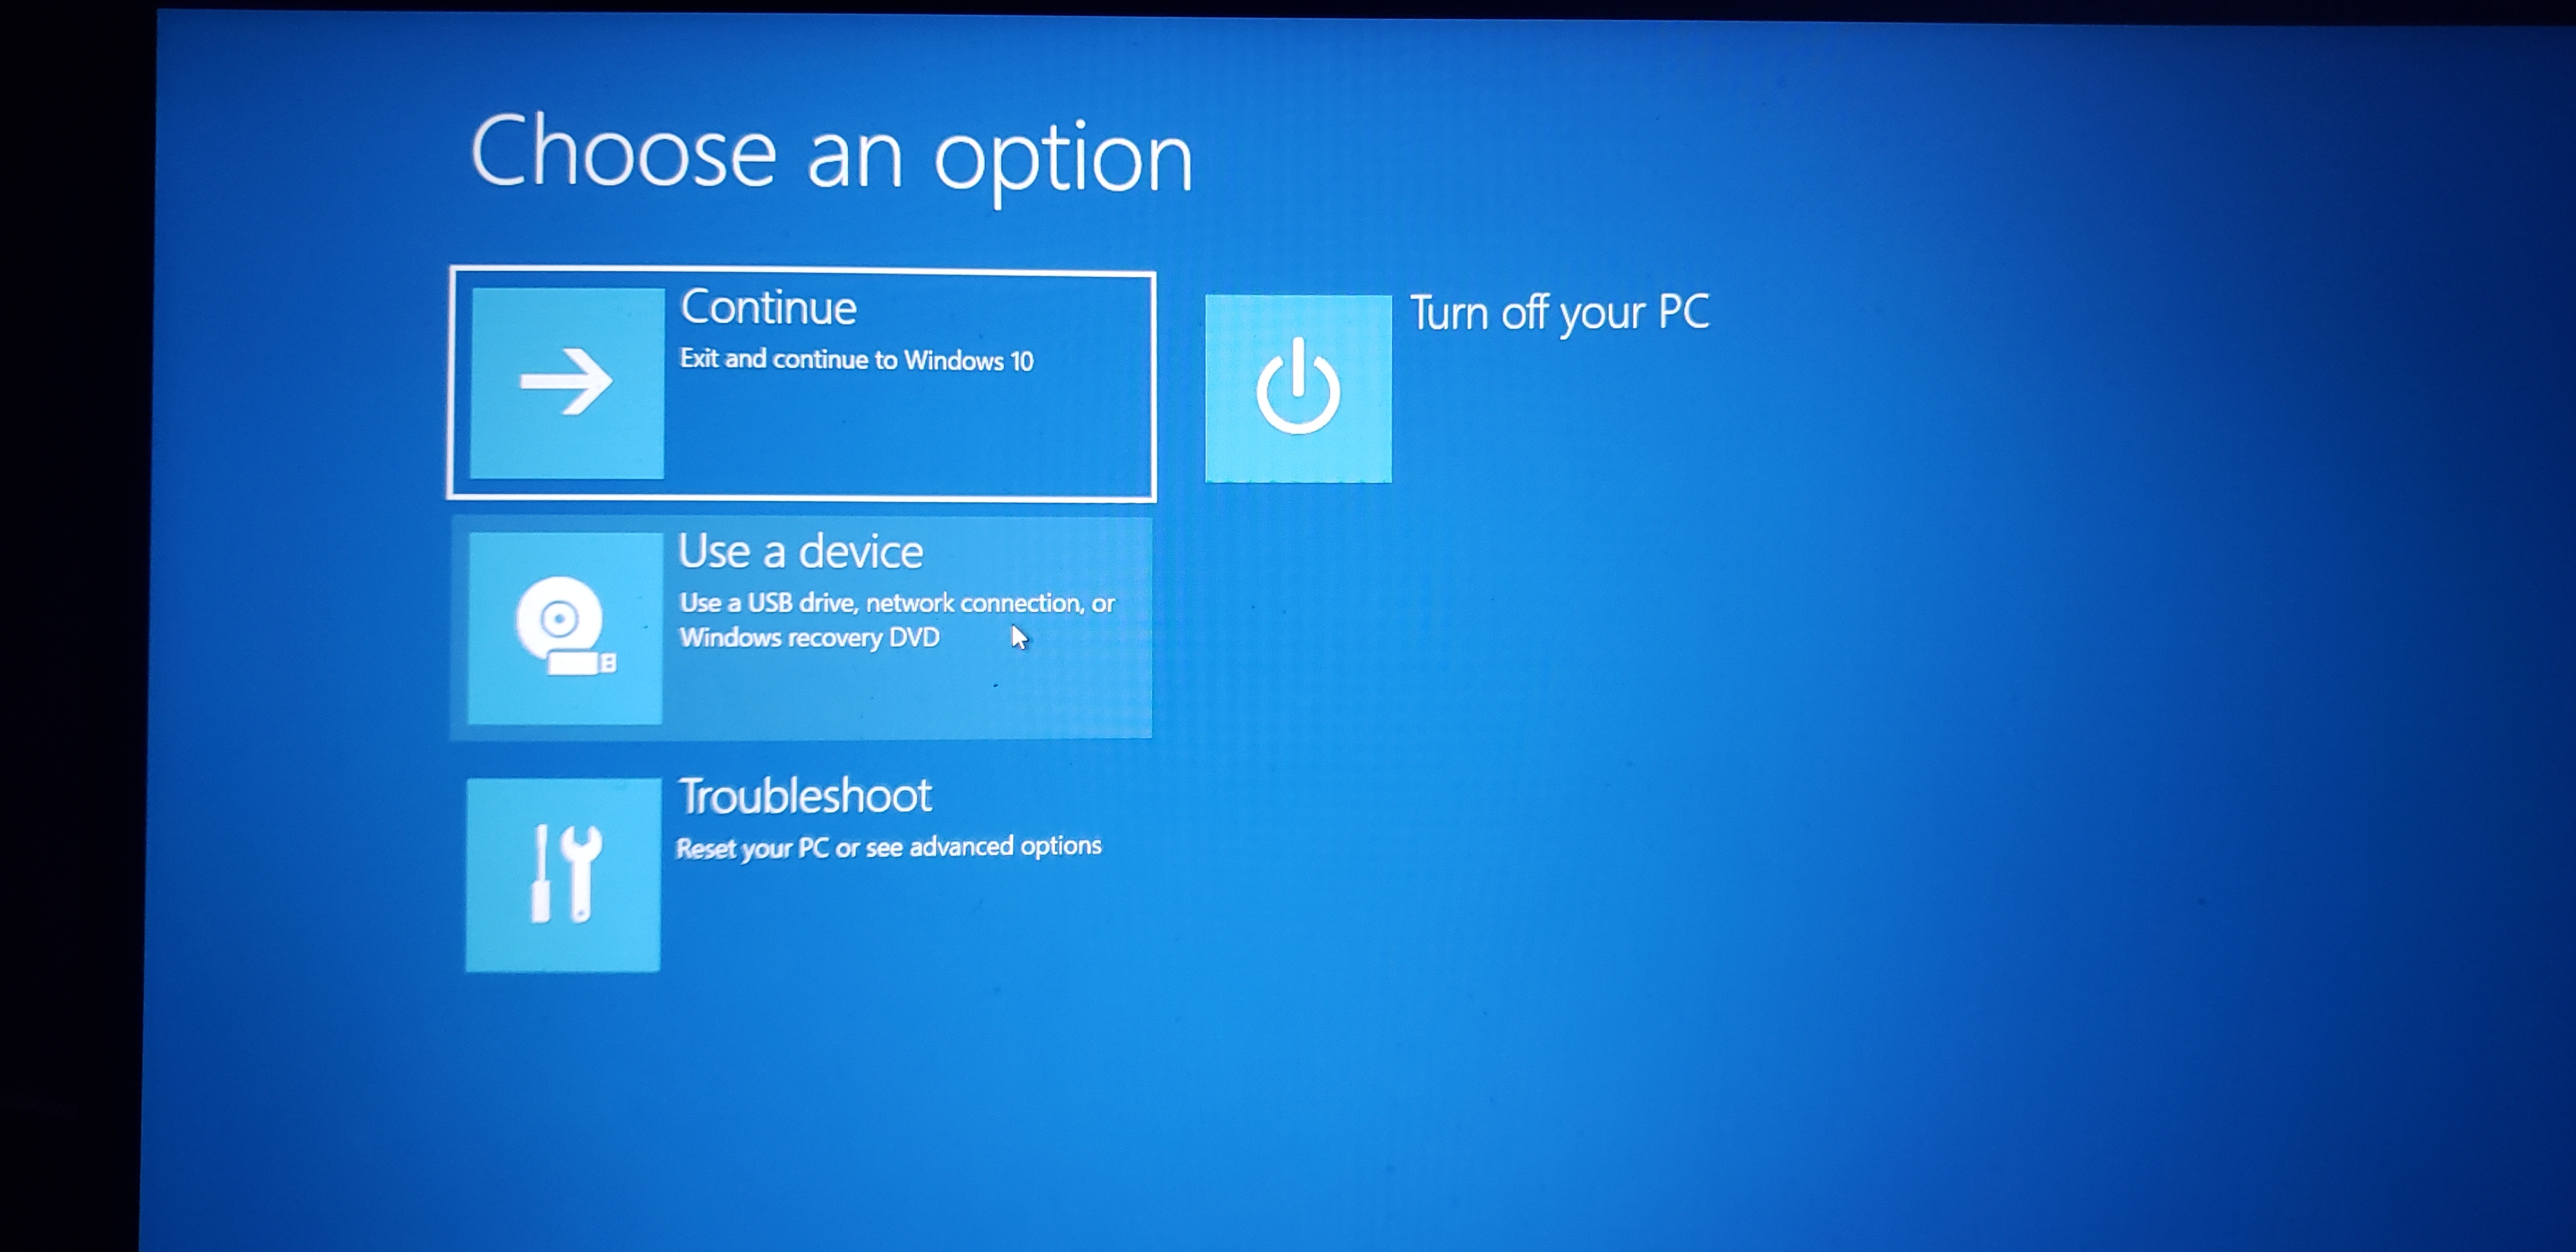 Choose an option
Continue
Exit and continue to Windows 10
Turn off your PC
Use a device
Use a USB drive, network connection, or
Windows recovery DVD
Troubleshoot
Reset your PC or see advanced options